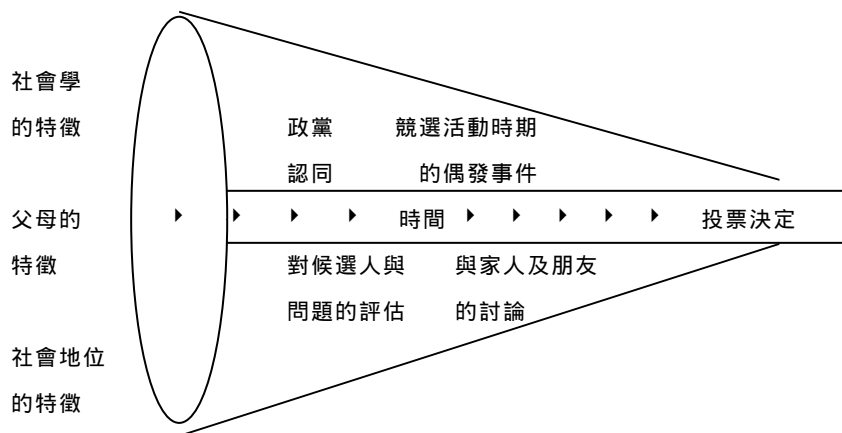 社會學
的特徵
政黨 競選活動時期
認同 的偶發事件
父母的 時間 投票決定
特徵 對候選人與 與家人及朋友
問題的評估 的討論
社會地位
的特徵